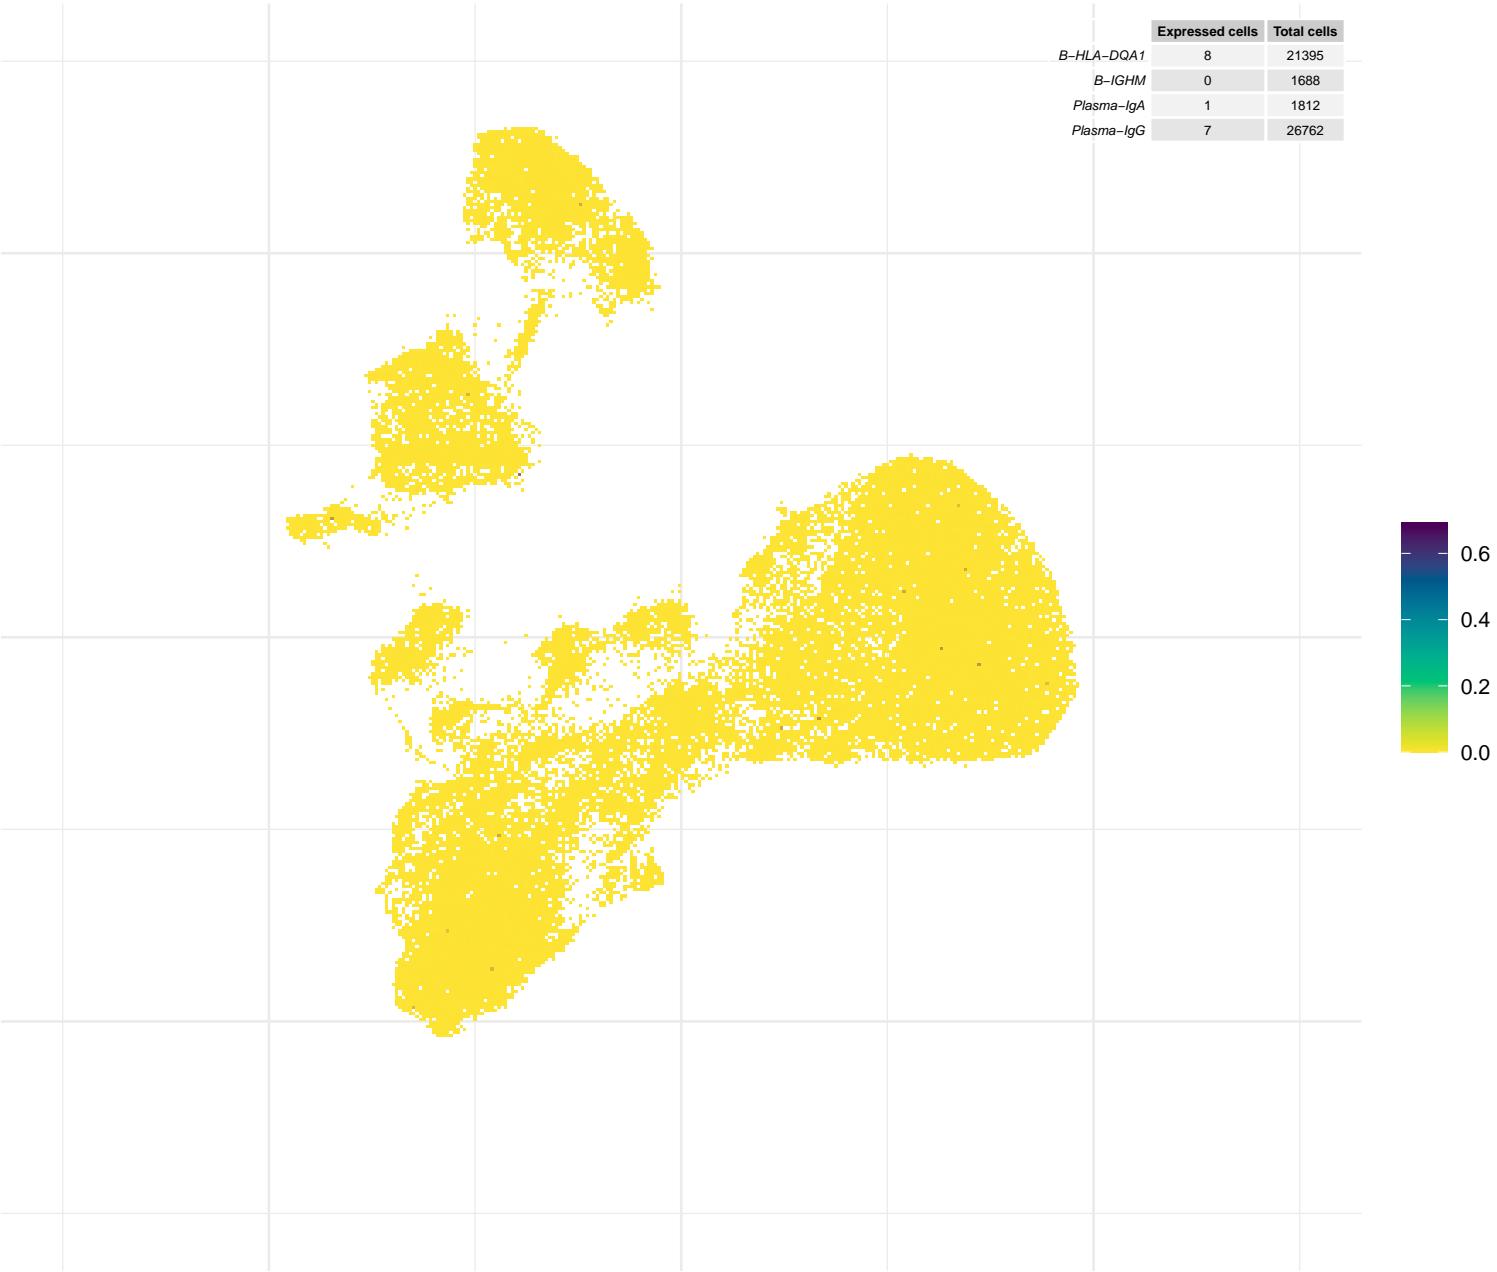 Expressed cells Total cells
B−HLA−DQA1 8 21395
B−IGHM 0 1688
Plasma−IgA 1 1812
Plasma−IgG 7 26762
0.6
0.4
0.2
0.0